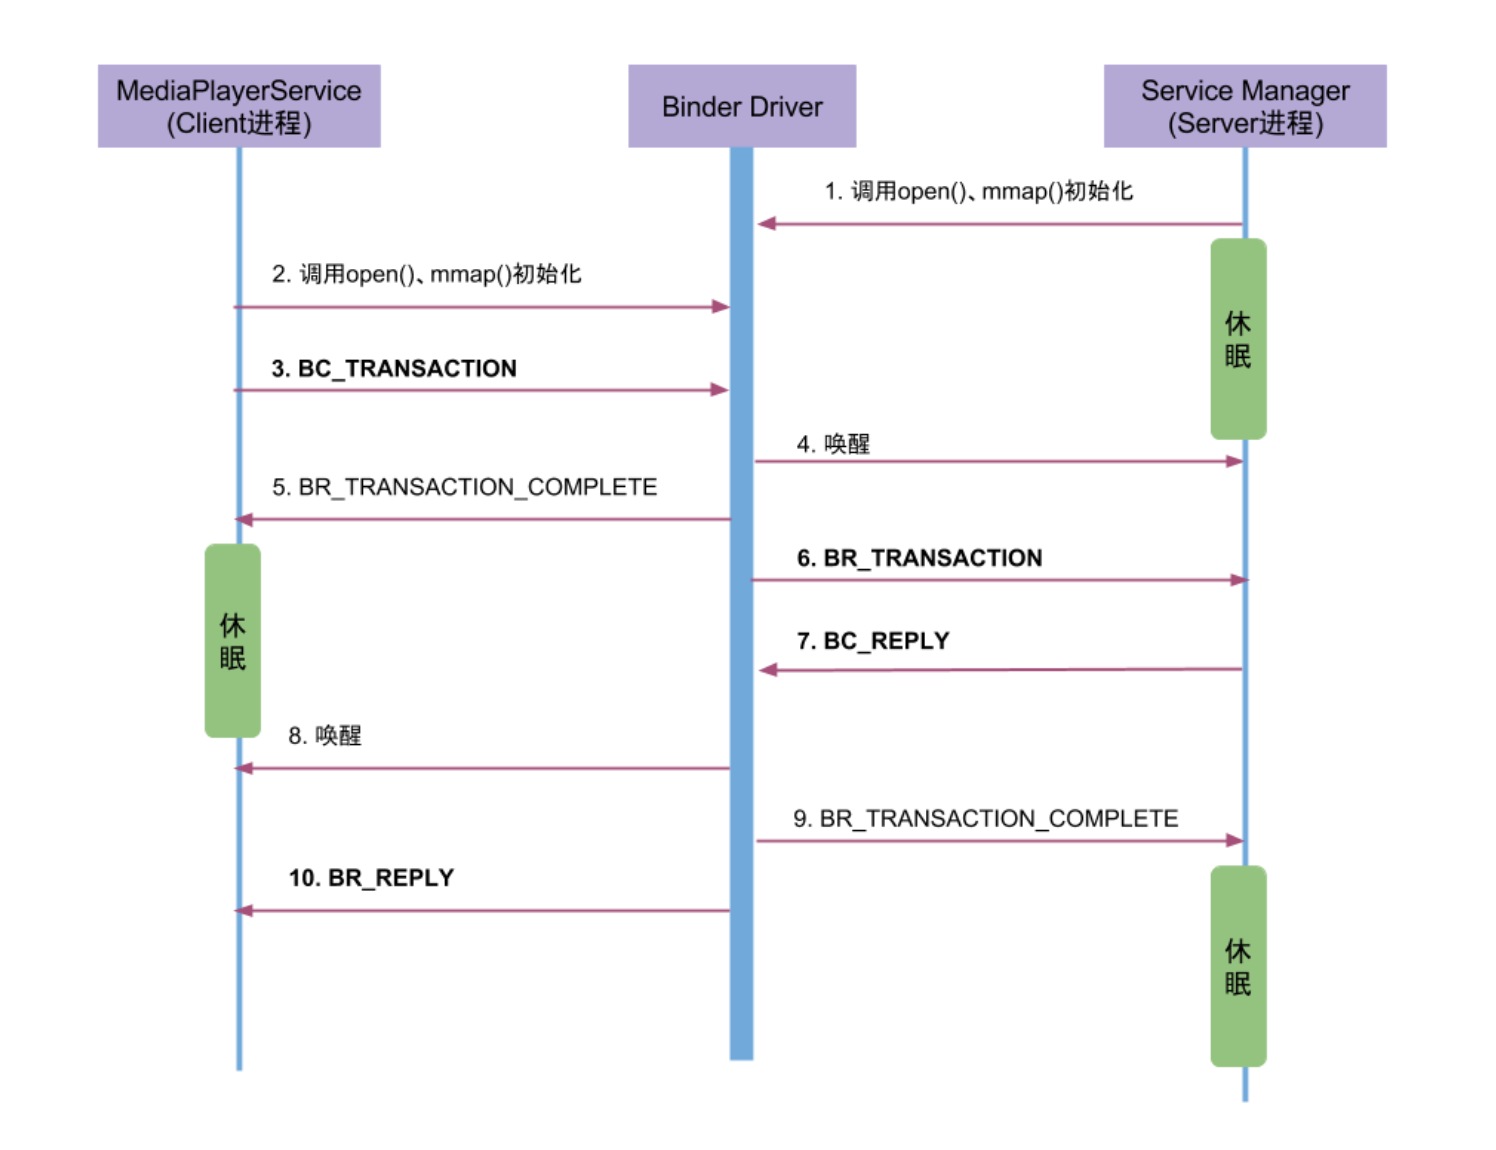 MediaPlayerService
(Client进程)
Binder Driver
Service Manager
(Server进程)
1. 调用open()、mmap()初始化
2. 调用open()、mmap()初始化
休
眠
3. BC_TRANSACTION
4. 唤醒
5. BR_TRANSACTION_COMPLETE
6. BR_TRANSACTION
休
眠
7. BC_REPLY
8. 唤醒
9. BR_TRANSACTION_COMPLETE
10. BR_REPLY
休
眠